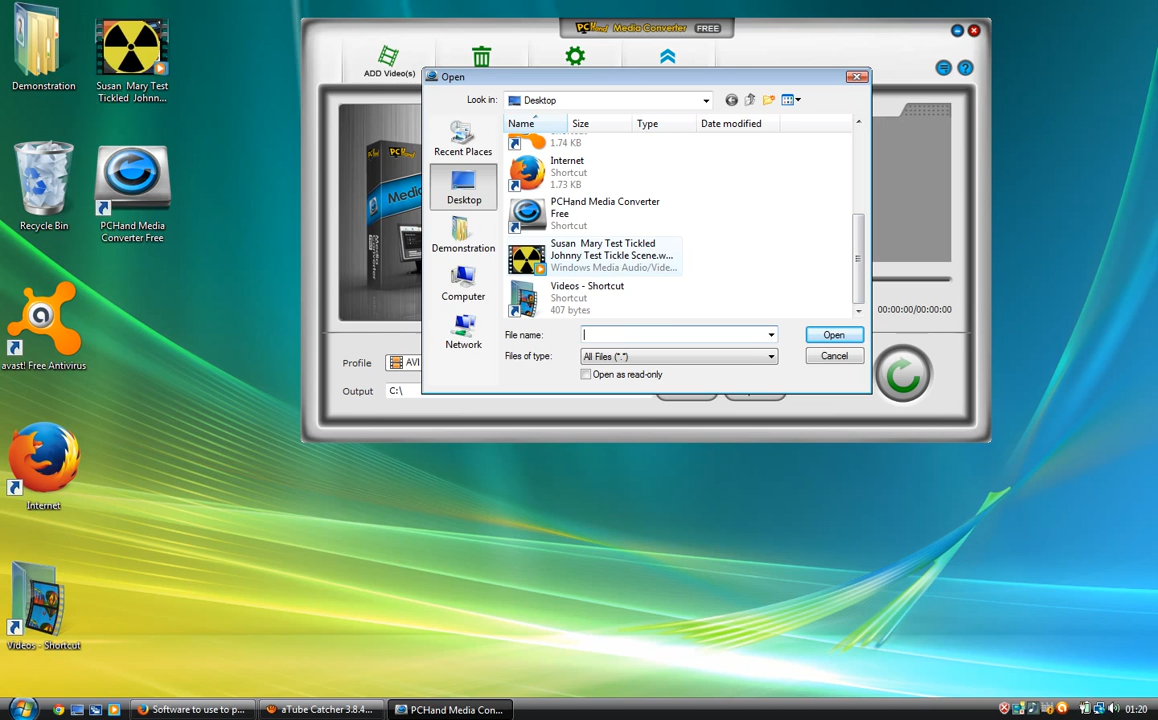 Demonstration
Susan Mary Test
Tickled Johnn...
Recycle Bin
PCHand Media
Converter Free
avast! Free Antivirus
Internet
Videos - Shortcut
PCHand Media Converter FREE
ADD Video(s)
Open
Look in:
Desktop
Name
Size
Type
Date modified
Recent Places
Desktop
Demonstration
Computer
Network
1.74 KB
Internet
Shortcut
1.73 KB
PCHand Media Converter
Free
Shortcut
Susan Mary Test Tickled
Johnny Test Tickle Scene.w...
Windows Media Audio/Vide...
Videos - Shortcut
Shortcut
407 bytes
File name:
Open
Files of type:
All Files (*.*)
Cancel
Open as read-only
PCHand
Media
00:00:00/00:00:00
Profile
AVI
Output
C:\
Software to use to p...
aTube Catcher 3.8.4...
PCHand Media Con...
01:20